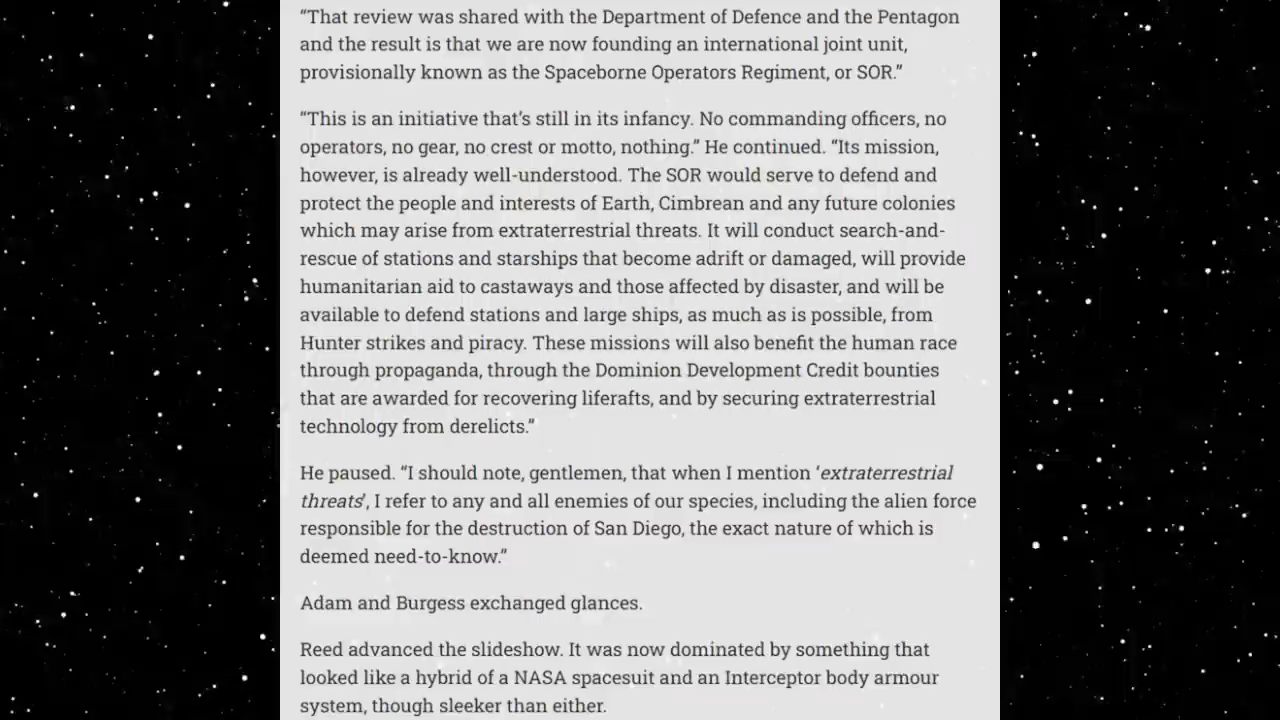 “That review was shared with the Department of Defence and the Pentagon
and the result is that we are now founding an international joint unit,
provisionally known as the Spaceborne Operators Regiment, or SOR.”
“This is an initiative that’s still in its infancy. No commanding officers, no
operators, no gear, no crest or motto, nothing.” He continued. “Its mission,
however, is already well-understood. The SOR would serve to defend and
protect the people and interests of Earth, Cimbrean and any future colonies
which may arise from extraterrestrial threats. It will conduct search-and-
rescue of stations and starships that become adrift or damaged, will provide
humanitarian aid to castaways and those affected by disaster, and will be
available to defend stations and large ships, as much as is possible, from
Hunter strikes and piracy. These missions will also benefit the human race
through propaganda, through the Dominion Development Credit bounties
that are awarded for recovering liferafts, and by securing extraterrestrial
technology from derelicts.”
He paused. “I should note, gentlemen, that when I mention ‘extraterrestrial
threats’, I refer to any and all enemies of our species, including the alien force
responsible for the destruction of San Diego, the exact nature of which is
deemed need-to-know.”
Adam and Burgess exchanged glances.
Reed advanced the slideshow. It was now dominated by something that
looked like a hybrid of a NASA spacesuit and an Interceptor body armour
system, though sleeker than either.